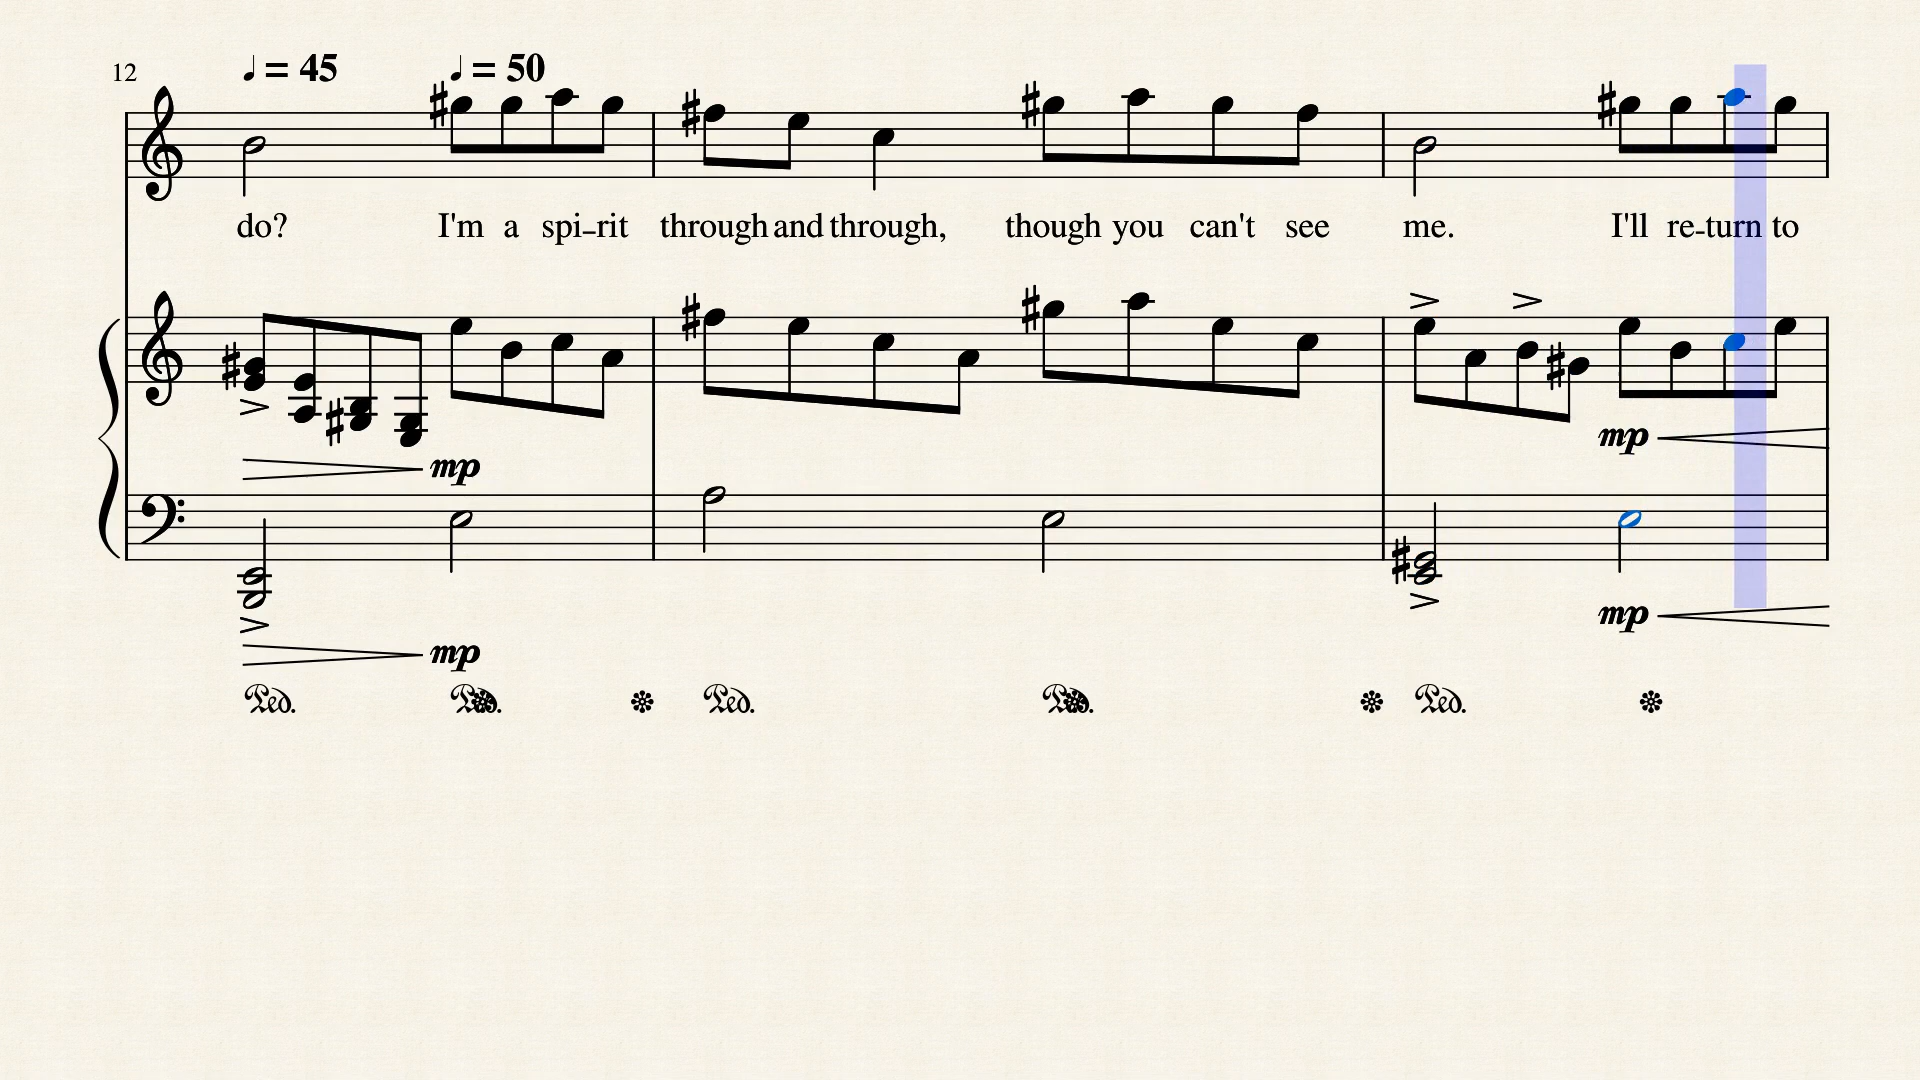 12
♩ = 45 ♩ = 50
do? I'm a spi-rit through and through, though you can't see me. I'll re-turn to
mp
mp
mp
mp
Ped. Ped. Ped. Ped. Ped.